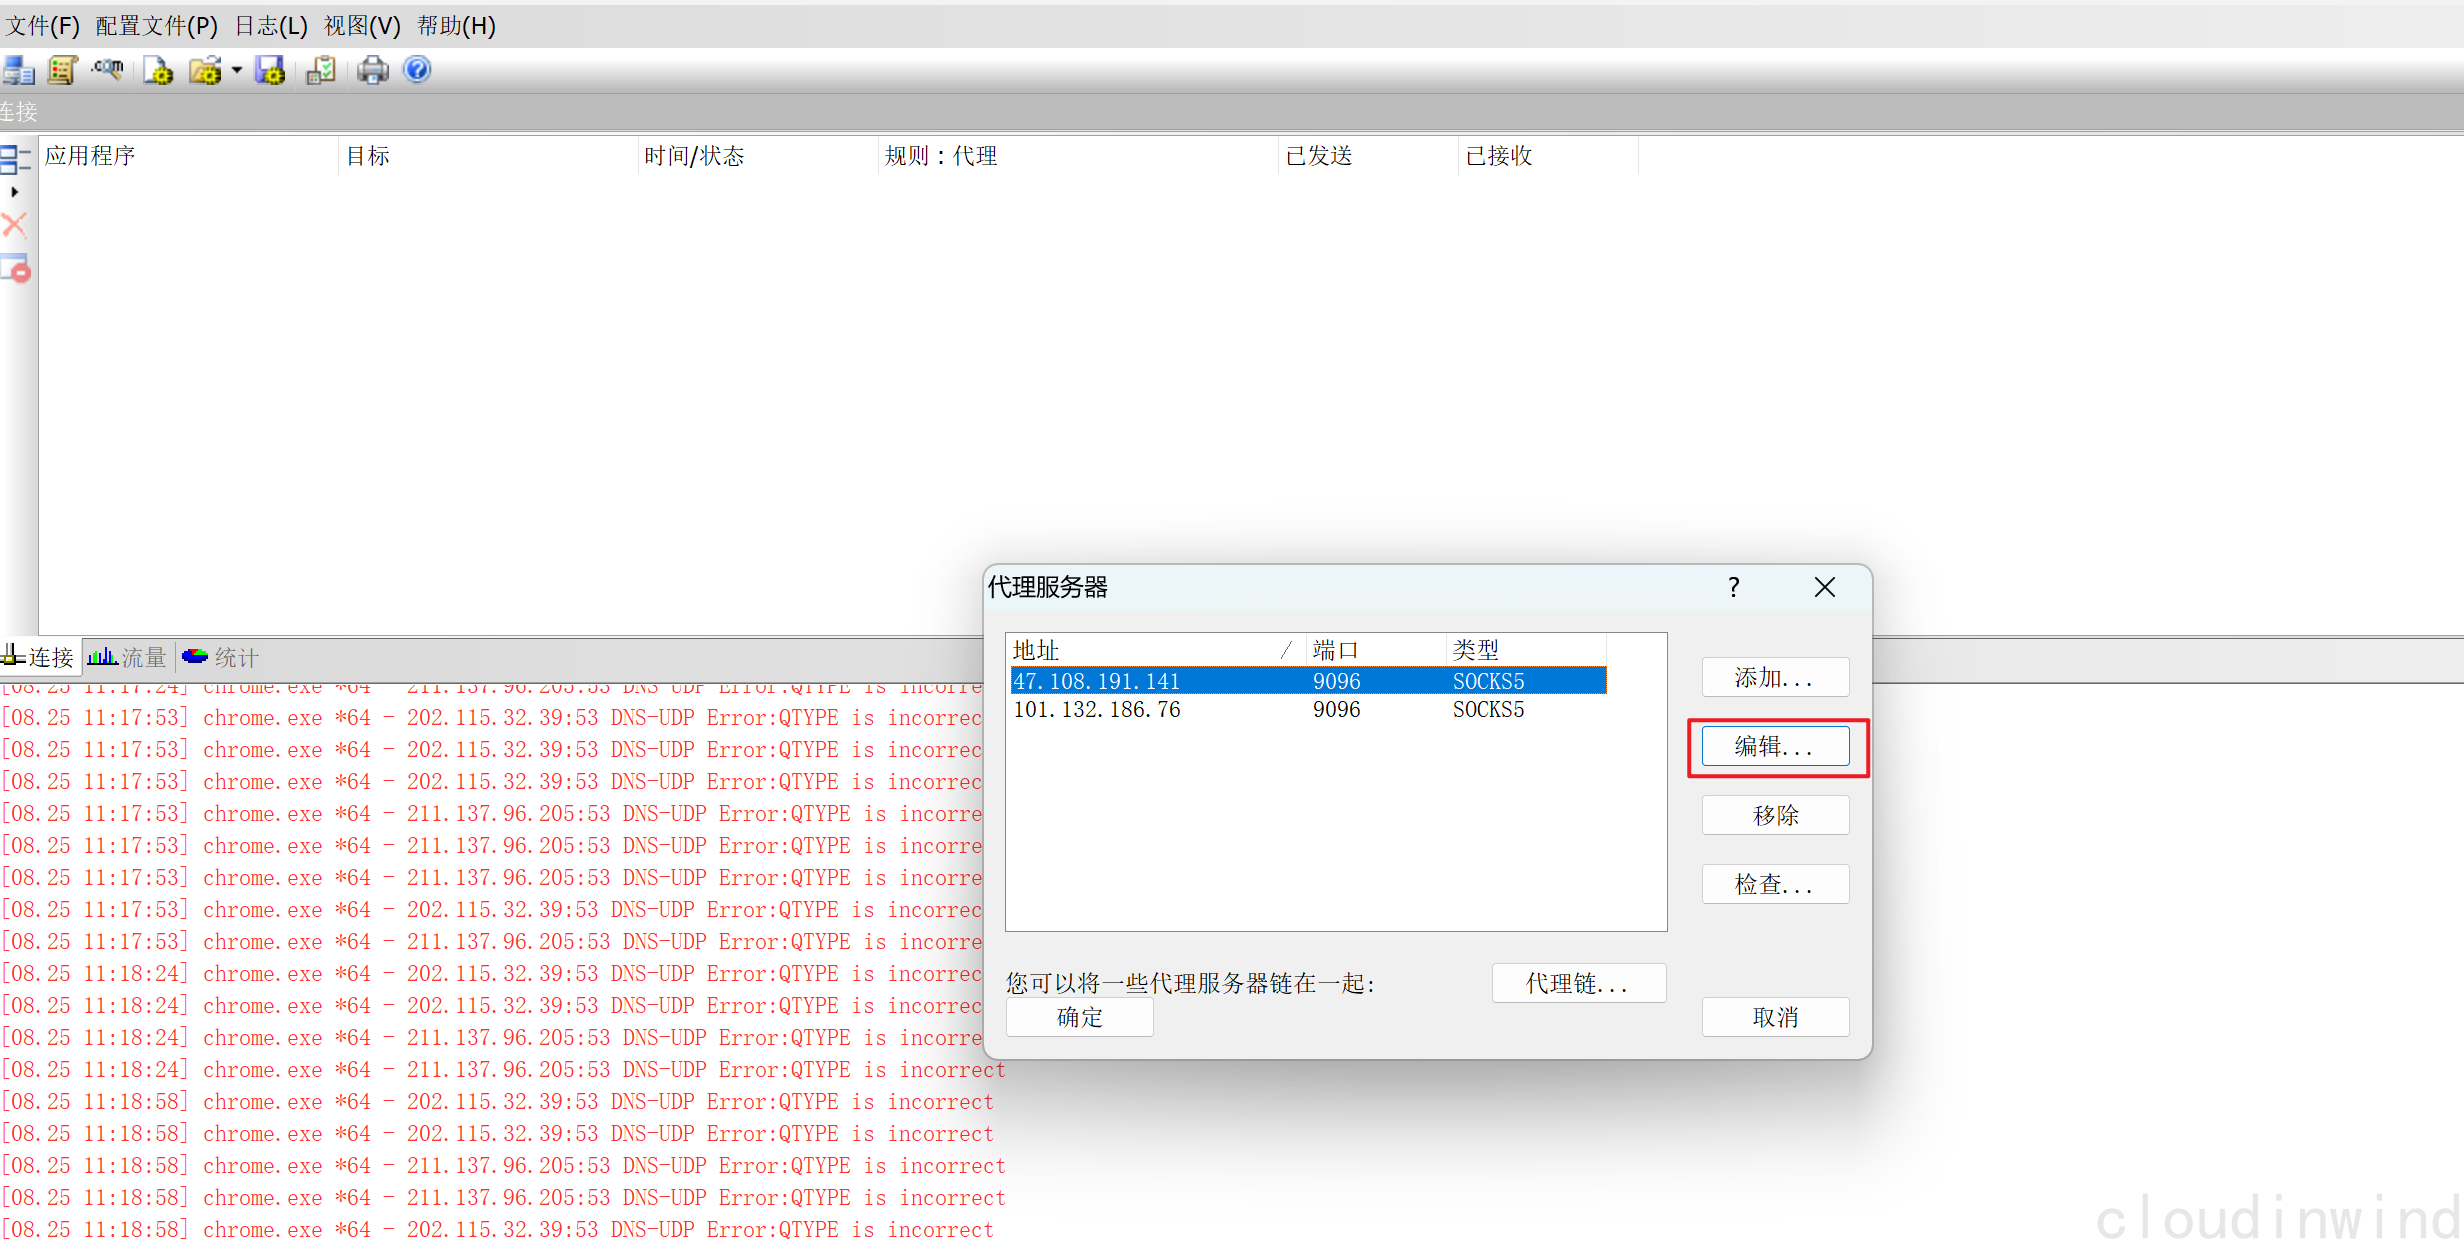 文件(F) 配置文件(P) 日志(L) 视图(V) 帮助(H)
连接
应用程序 目标 时间/状态 规则：代理 已发送 已接收
连接 流量 统计
[08.25 11:17:24] chrome.exe *64 - 211.137.96.205:53 DNS-UDP Error:QTYPE is incorre
[08.25 11:17:53] chrome.exe *64 - 202.115.32.39:53 DNS-UDP Error:QTYPE is incorrec
[08.25 11:17:53] chrome.exe *64 - 202.115.32.39:53 DNS-UDP Error:QTYPE is incorrec
[08.25 11:17:53] chrome.exe *64 - 202.115.32.39:53 DNS-UDP Error:QTYPE is incorrec
[08.25 11:17:53] chrome.exe *64 - 211.137.96.205:53 DNS-UDP Error:QTYPE is incorre
[08.25 11:17:53] chrome.exe *64 - 211.137.96.205:53 DNS-UDP Error:QTYPE is incorre
[08.25 11:17:53] chrome.exe *64 - 211.137.96.205:53 DNS-UDP Error:QTYPE is incorre
[08.25 11:17:53] chrome.exe *64 - 202.115.32.39:53 DNS-UDP Error:QTYPE is incorrec
[08.25 11:17:53] chrome.exe *64 - 211.137.96.205:53 DNS-UDP Error:QTYPE is incorre
[08.25 11:18:24] chrome.exe *64 - 202.115.32.39:53 DNS-UDP Error:QTYPE is incorrec
[08.25 11:18:24] chrome.exe *64 - 202.115.32.39:53 DNS-UDP Error:QTYPE is incorrec
[08.25 11:18:24] chrome.exe *64 - 211.137.96.205:53 DNS-UDP Error:QTYPE is incorre
[08.25 11:18:24] chrome.exe *64 - 211.137.96.205:53 DNS-UDP Error:QTYPE is incorrect
[08.25 11:18:58] chrome.exe *64 - 202.115.32.39:53 DNS-UDP Error:QTYPE is incorrect
[08.25 11:18:58] chrome.exe *64 - 202.115.32.39:53 DNS-UDP Error:QTYPE is incorrect
[08.25 11:18:58] chrome.exe *64 - 211.137.96.205:53 DNS-UDP Error:QTYPE is incorrect
[08.25 11:18:58] chrome.exe *64 - 211.137.96.205:53 DNS-UDP Error:QTYPE is incorrect
[08.25 11:18:58] chrome.exe *64 - 202.115.32.39:53 DNS-UDP Error:QTYPE is incorrect
代理服务器
地址 端口 类型
47.108.191.141 9096 SOCKS5
101.132.186.76 9096 SOCKS5
添加...
编辑...
移除
检查...
您可以将一些代理服务器链在一起:
代理链...
确定
取消
cloudinwind